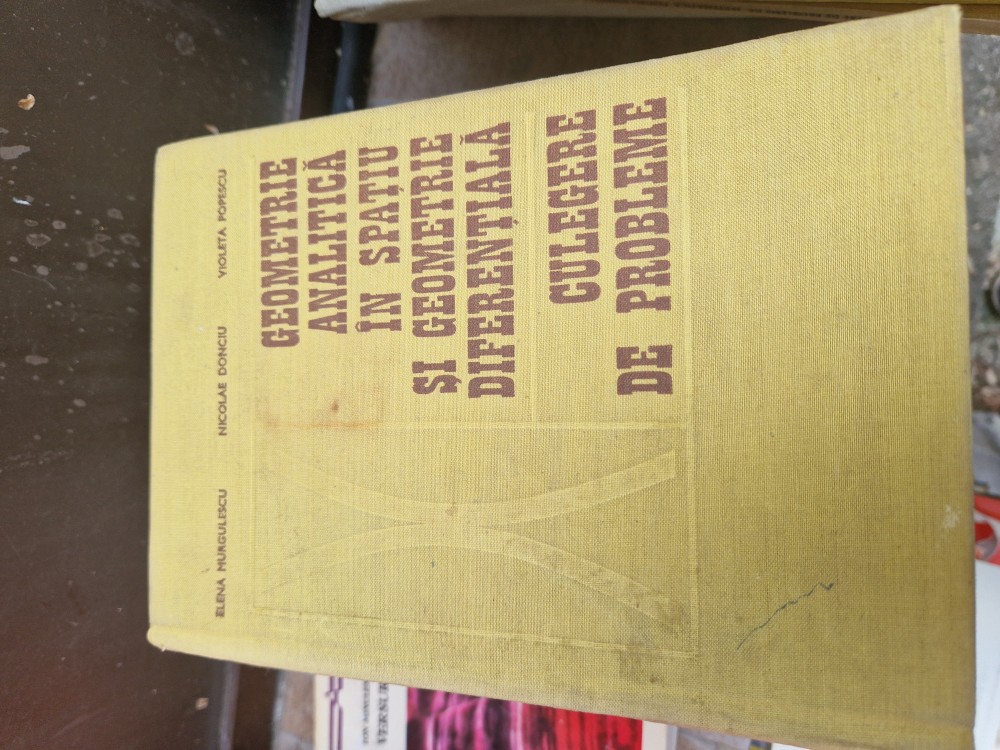 ELENA MURGULESCU NICOLAE DONCIU VIOLETA POPESCU
GEOMETRIE
ANALITICĂ
ÎN SPAȚIU
ȘI GEOMETRIE
DIFERENȚIALĂ
CULEGERE
DE PROBLEME